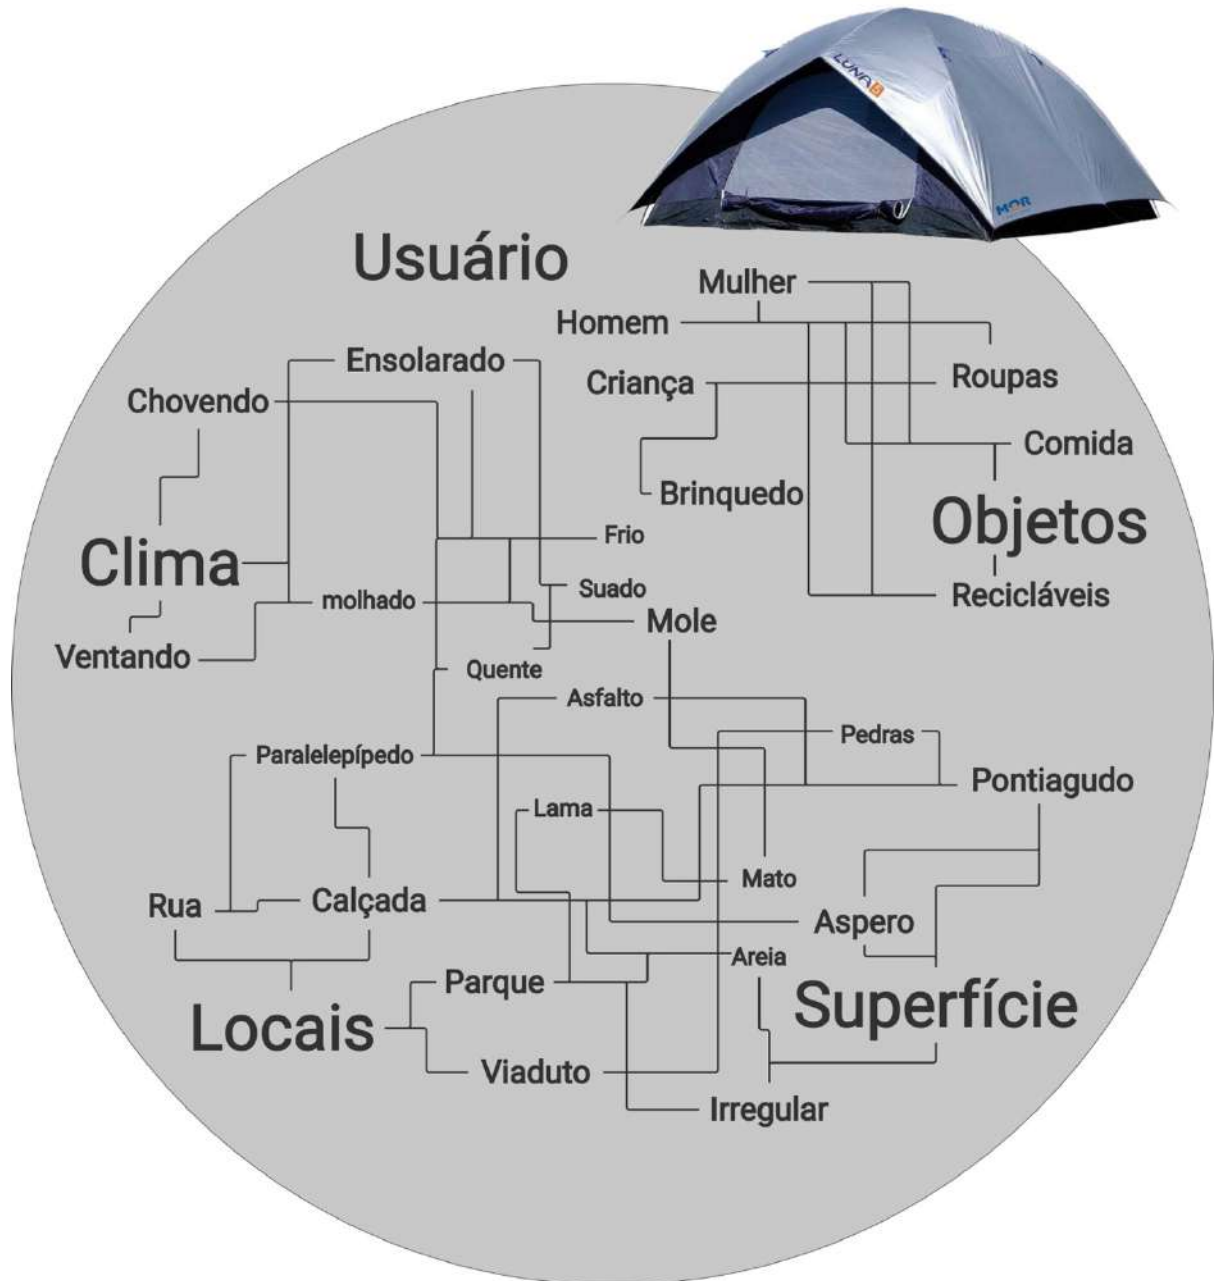 LUNA 5
MOR
Usuário
Mulher
Homem
Ensolarado
Criança
Roupas
Chovendo
Comida
Brinquedo
Objetos
Frio
Clima
Suado
molhado
Recicláveis
Mole
Ventando
Quente
Asfalto
Pedras
Paralelepípedo
Pontiagudo
Lama
Mato
Rua
Calçada
Aspero
Areia
Parque
Superfície
Locais
Viaduto
Irregular